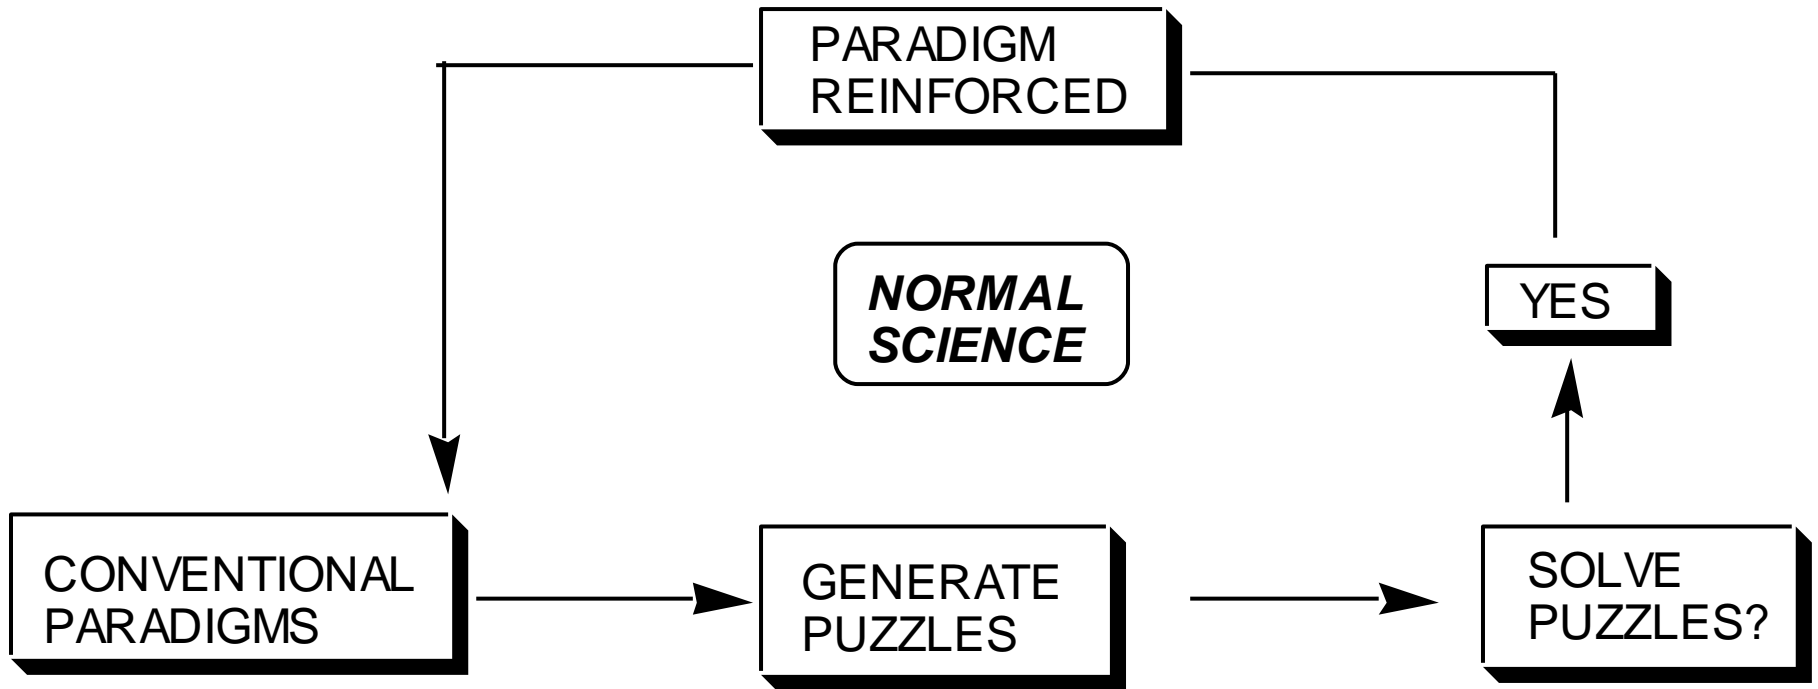 PARADIGM
REINFORCED
NORMAL
SCIENCE
YES
CONVENTIONAL
PARADIGMS
GENERATE
PUZZLES
SOLVE
PUZZLES?